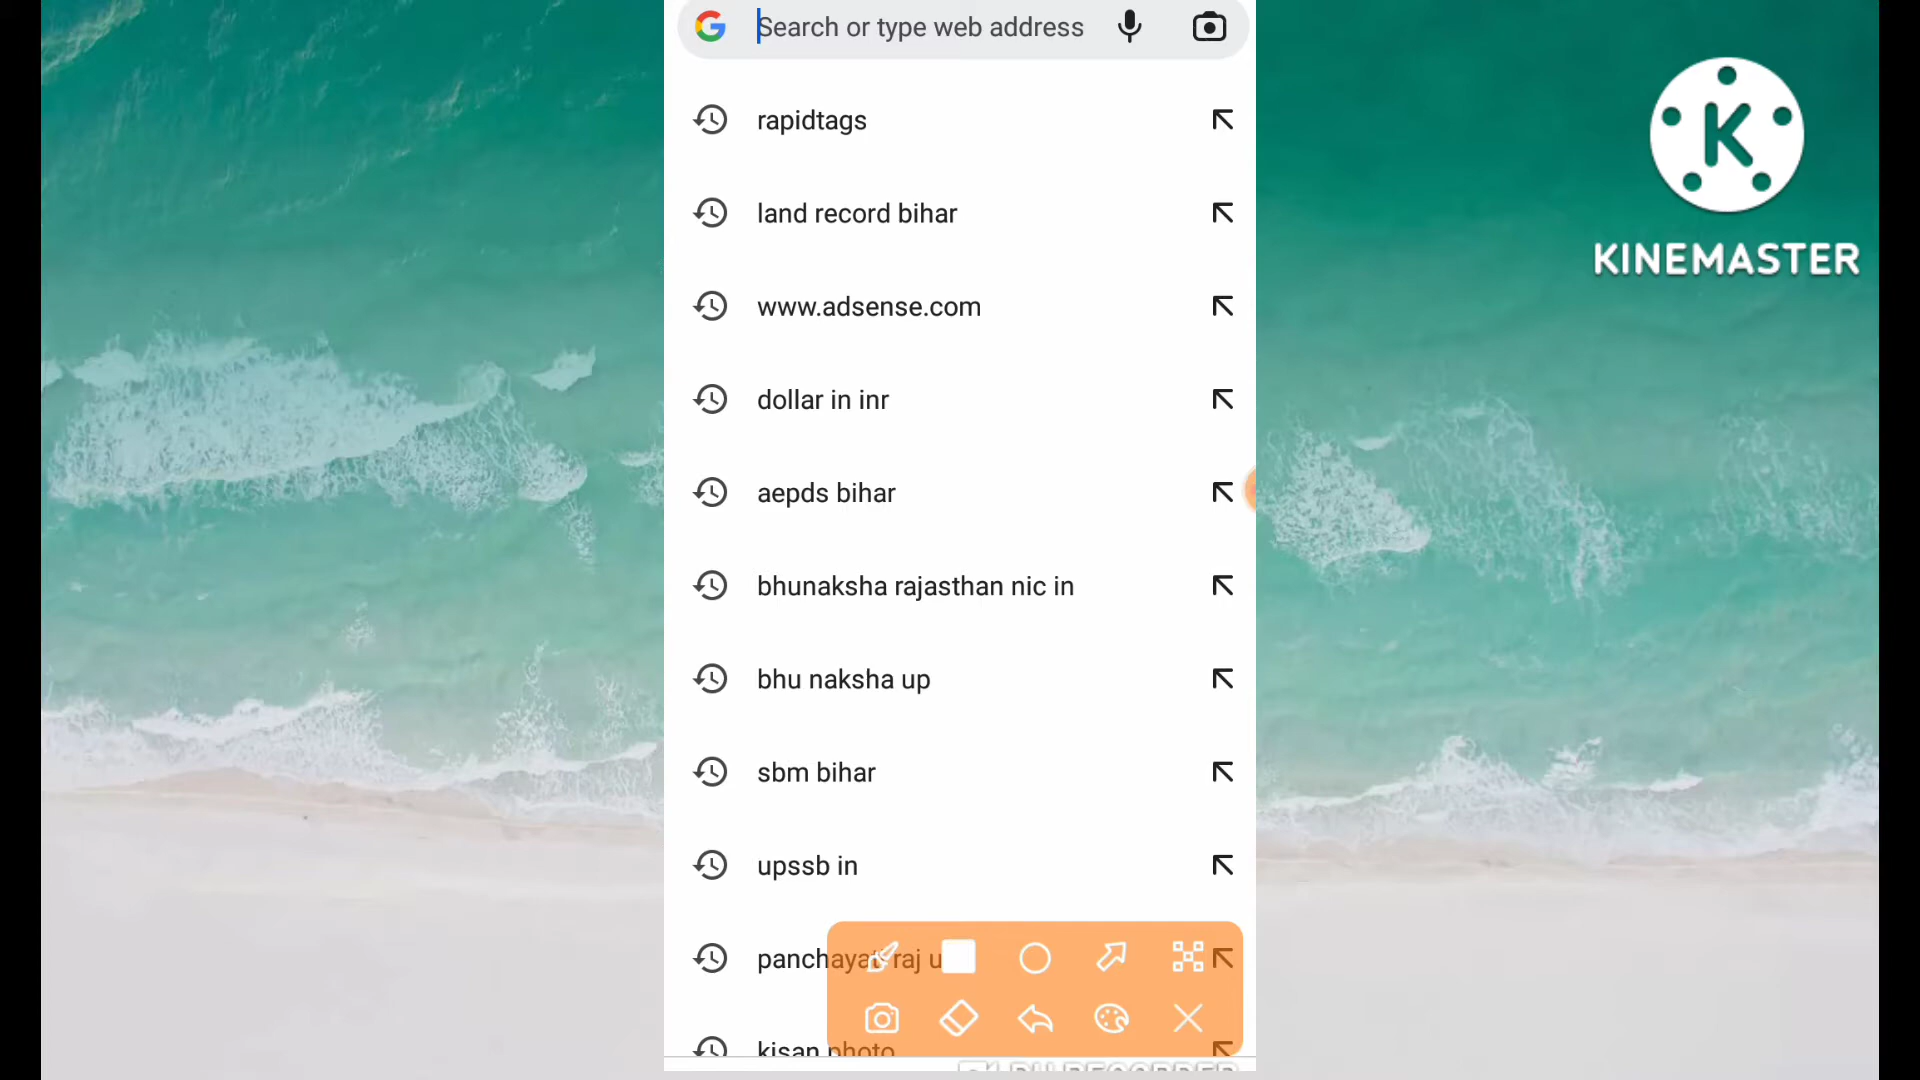 Search or type web address
rapidtags
land record bihar
www.adsense.com
dollar in inr
aepds bihar
bhunaksha rajasthan nic in
bhu naksha up
sbm bihar
upssb in
panchayat raj u
kisan photo
KINEMASTER